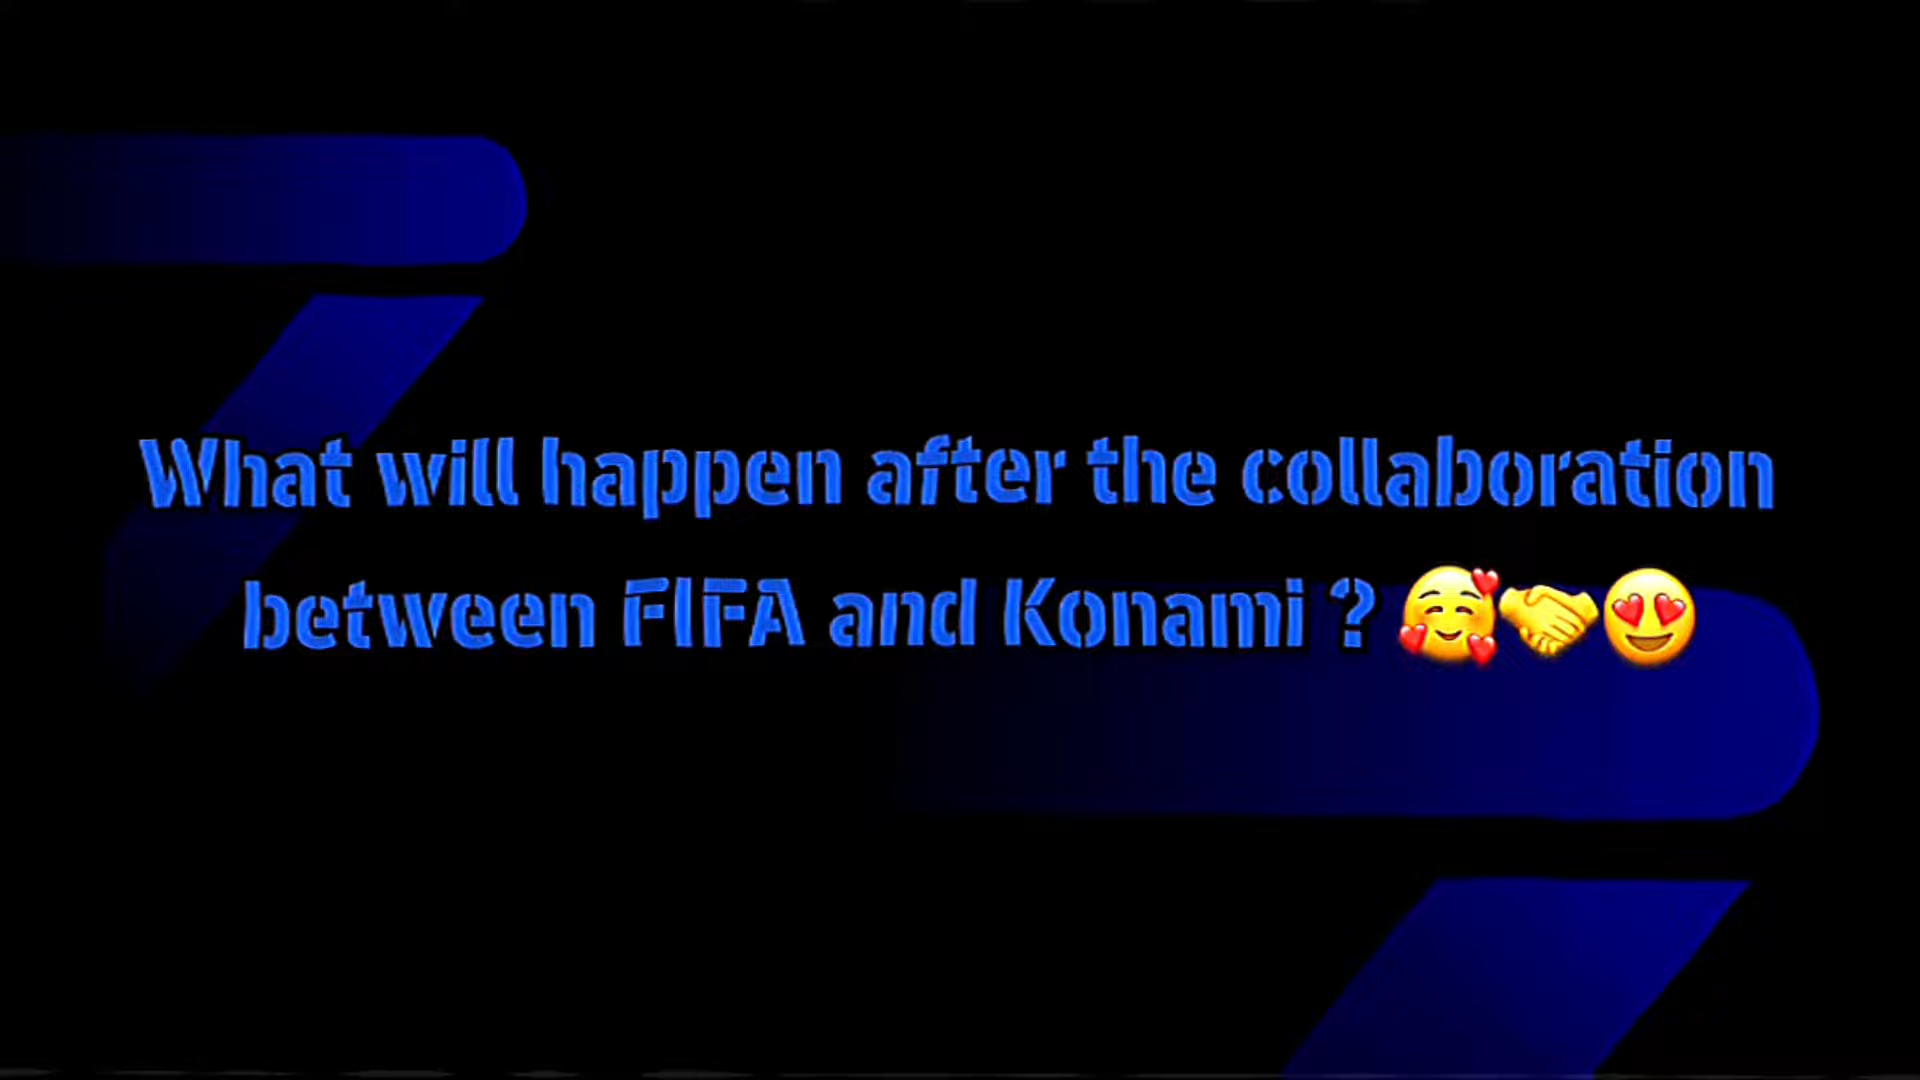 What will happen after the collaboration
between FIFA and Konami ? 🥰🤝😍